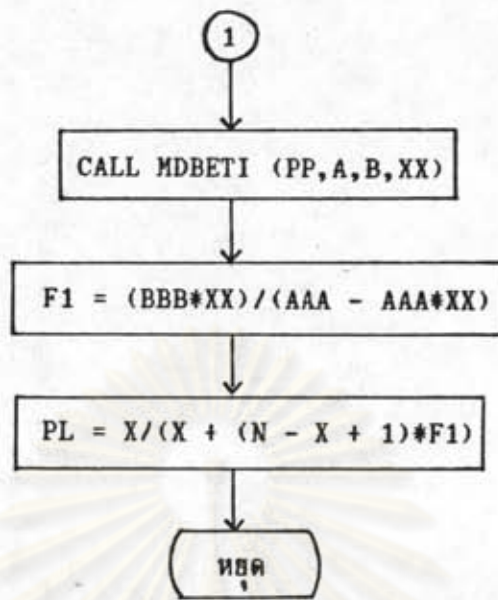 1
CALL MDBETI (PP,A,B,XX)
F1 = (BBB*XX)/(AAA - AAA*XX)
PL = X/(X + (N - X + 1)*F1)
หยุด